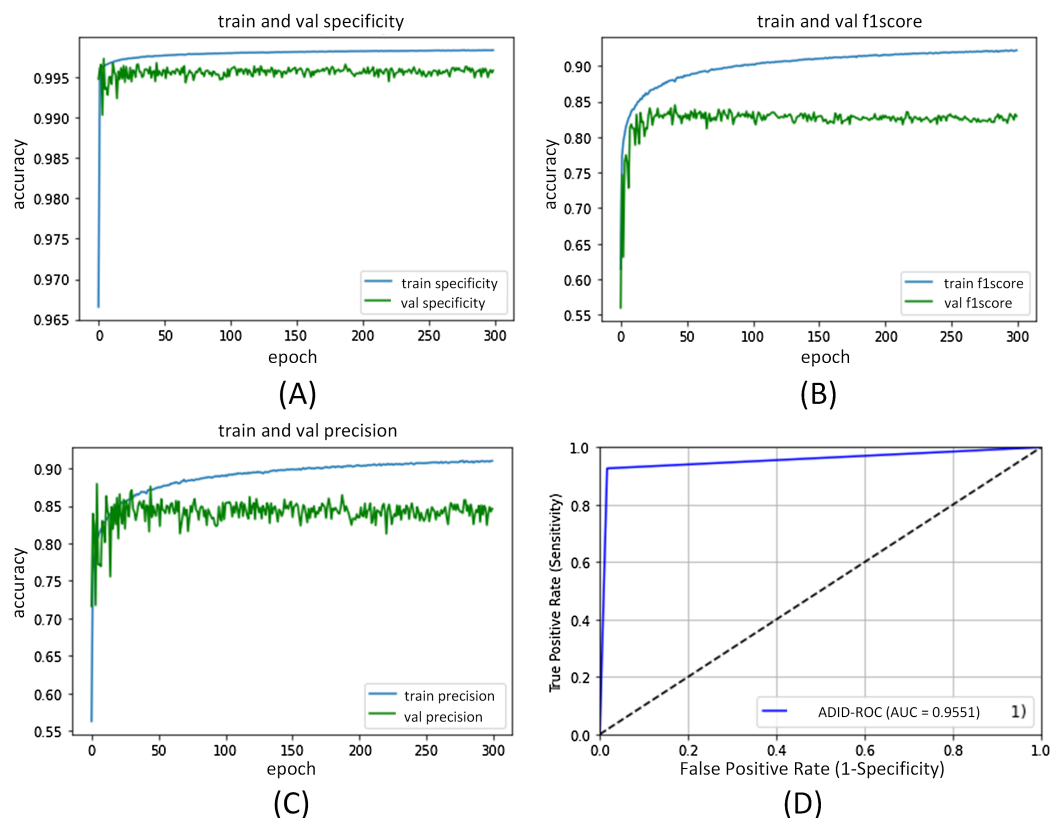 train and val specificity
accuracy
0.995
0.990
0.985
0.980
0.975
0.970
0.965
train specificity
val specificity
0 50 100 150 200 250 300
epoch
(A)
train and val f1score
accuracy
0.90
0.85
0.80
0.75
0.70
0.65
0.60
0.55
train f1score
val f1score
0 50 100 150 200 250 300
epoch
(B)
train and val precision
accuracy
0.90
0.85
0.80
0.75
0.70
0.65
0.60
0.55
train precision
val precision
0 50 100 150 200 250 300
epoch
(C)
True Positive Rate (Sensitivity)
1.0
0.8
0.6
0.4
0.2
0.0
ADID-ROC (AUC = 0.9551) 1)
0.0 0.2 0.4 0.6 0.8 1.0
False Positive Rate (1-Specificity)
(D)